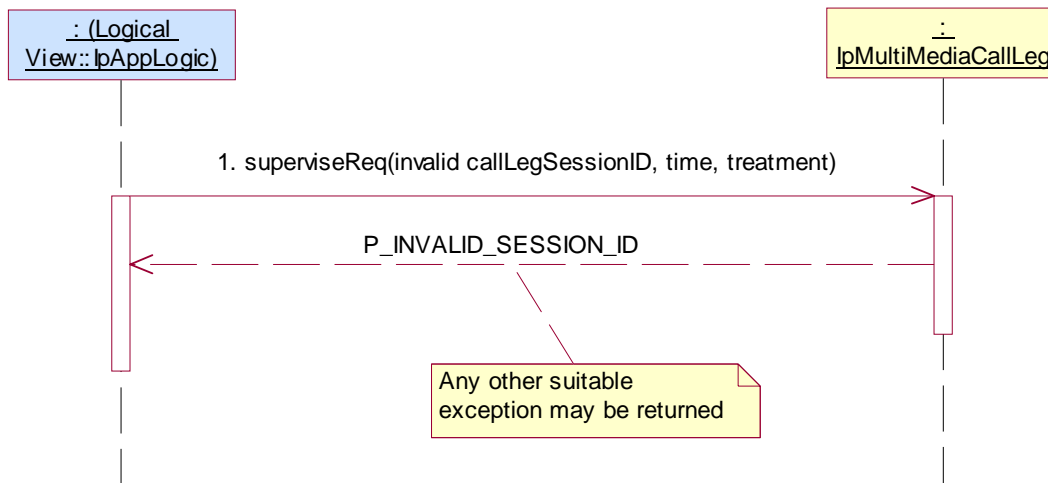 : (Logical
View::IpAppLogic)
:
IpMultiMediaCallLeg
1. superviseReq(invalid callLegSessionID, time, treatment)
P_INVALID_SESSION_ID
Any other suitable
exception may be returned